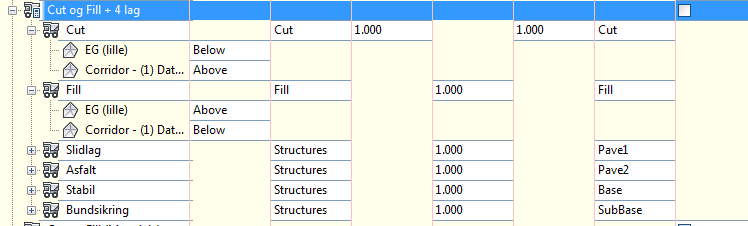 Cut og Fill + 4 lag
Cut Cut 1.000 1.000 Cut
EG (lille) Below
Corridor - (1) Dat... Above
Fill Fill 1.000 Fill
EG (lille) Above
Corridor - (1) Dat... Below
Slidlag Structures 1.000 Pave1
Asfalt Structures 1.000 Pave2
Stabil Structures 1.000 Base
Bundsikring Structures 1.000 SubBase